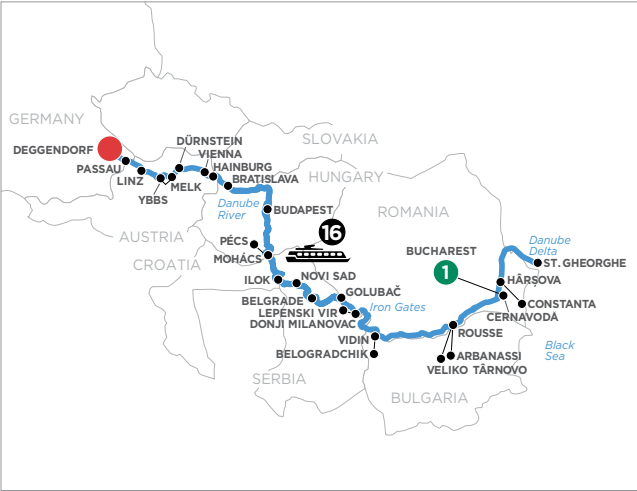 GERMANY
DEGGENDORF
PASSAU
LINZ
YBBS
MELK
DÜRNSTEIN
VIENNA
HAINBURG
BRATISLAVA
SLOVAKIA
HUNGARY
Danube
River
BUDAPEST
AUSTRIA
CROATIA
PÉCS
MOHÁCS
16
ROMANIA
BUCHAREST
1
Danube
Delta
ST. GHEORGHE
HÂRȘOVA
CONSTANTA
CERNAVODĂ
ILOK
NOVI SAD
BELGRADE
GOLUBAČ
LEPENSKI VIR
DONJI MILANOVAC
Iron Gates
VIDIN
BELOGRADCHIK
ROUSSE
ARBANASSI
VELIKO TÂRNOVO
Black
Sea
SERBIA
BULGARIA